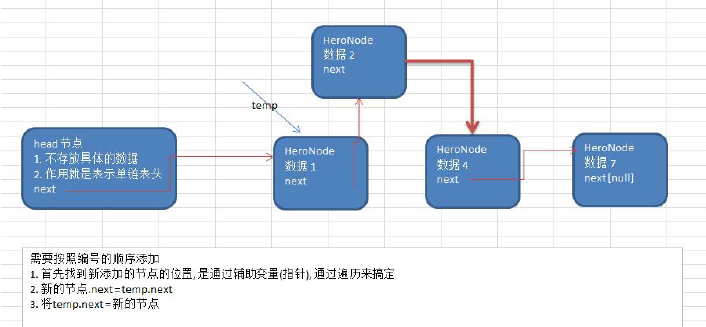 HeroNode
数据 2
next
temp
head 节点
1. 不存放具体的数据
2. 作用就是表示单链表头
next
HeroNode
数据 1
next
HeroNode
数据 4
next
HeroNode
数据 7
next[null]
需要按照编号的顺序添加
1. 首先找到新添加的节点的位置, 是通过辅助变量(指针), 通过遍历来搞定
2. 新的节点.next = temp.next
3. 将temp.next = 新的节点